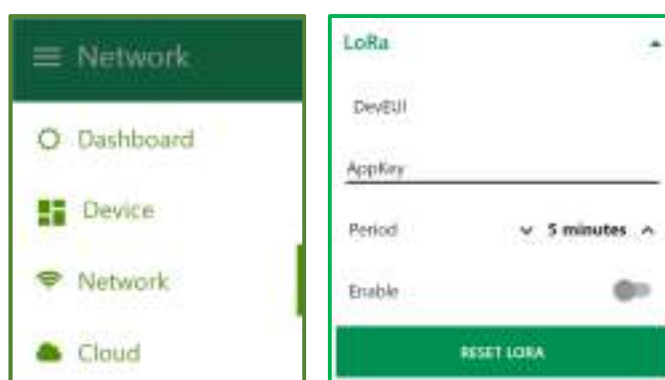 Network
Dashboard
Device
Network
Cloud
LoRa
DevEUI
AppKey
Period 5 minutes
Enable
RESET LORA